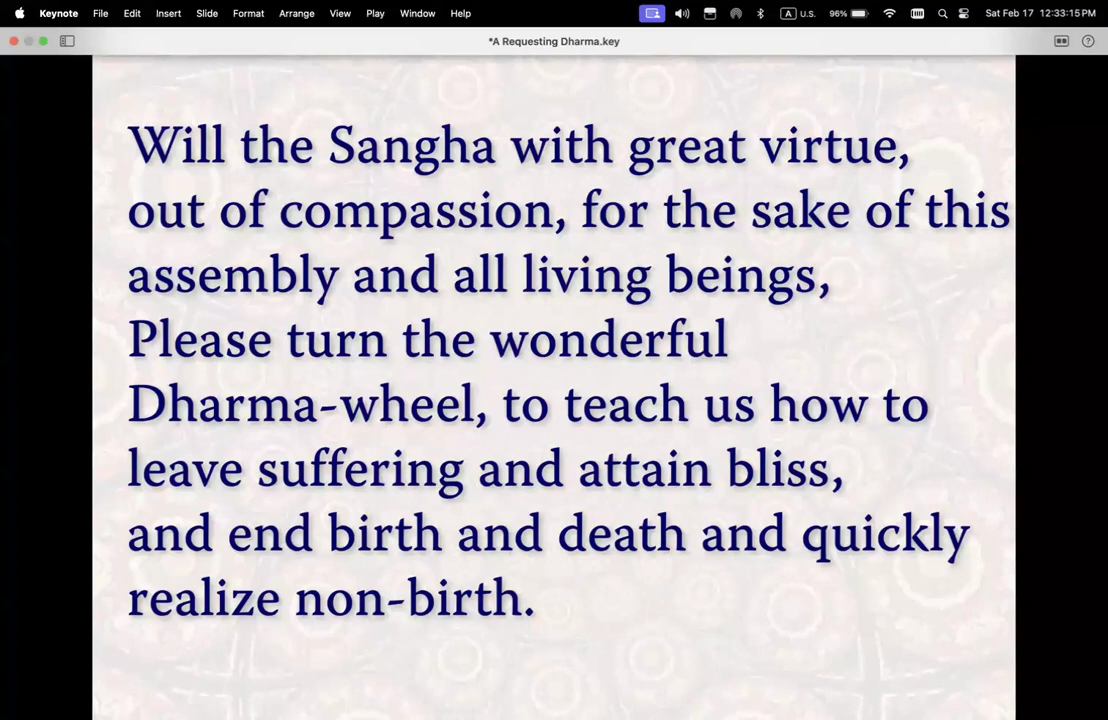 Keynote File Edit Insert Slide Format Arrange View Play Window Help A U.S. 96% Sat Feb 17 12:33:15 PM
*A Requesting Dharma.key
Will the Sangha with great virtue,
out of compassion, for the sake of this
assembly and all living beings,
Please turn the wonderful
Dharma-wheel, to teach us how to
leave suffering and attain bliss,
and end birth and death and quickly
realize non-birth.